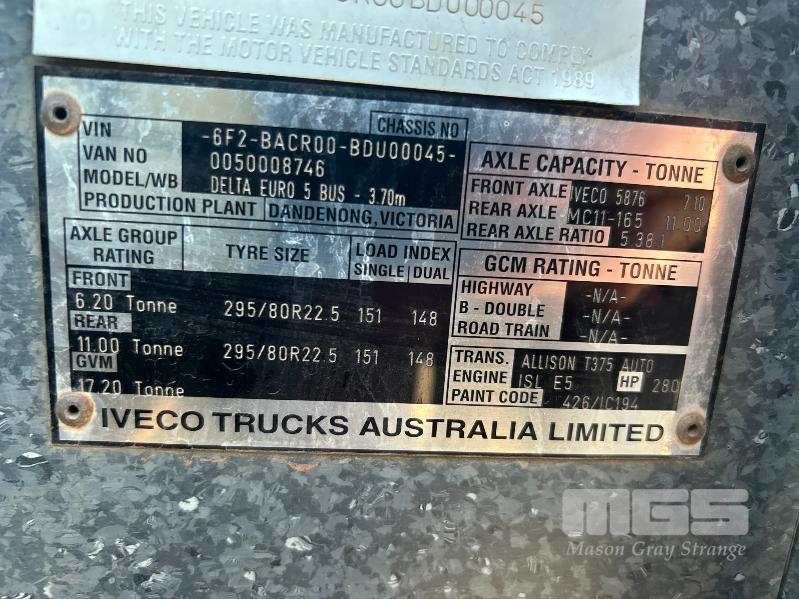 BDU00045
THIS VEHICLE WAS MANUFACTURED TO COMPLY
WITH THE MOTOR VEHICLE STANDARDS ACT 1989
CHASSIS NO
VIN -6F2-BACR00-BDU00045-
VAN NO 0050008746
MODEL/WB DELTA EURO 5 BUS - 3.70m
PRODUCTION PLANT DANDENONG, VICTORIA
AXLE GROUP RATING TYRE SIZE LOAD INDEX
SINGLE DUAL
FRONT
6.20 Tonne 295/80R22.5 151 148
REAR
11.00 Tonne 295/80R22.5 151 148
GVM
17.20 Tonne
AXLE CAPACITY - TONNE
FRONT AXLE IVECO 5876 7.10
REAR AXLE MC11-165 11.00
REAR AXLE RATIO 5.38:1
GCM RATING - TONNE
HIGHWAY -N/A-
B - DOUBLE -N/A-
ROAD TRAIN -N/A-
TRANS. ALLISON T375 AUTO
ENGINE ISL E5 HP 280
PAINT CODE 426/IC194
IVECO TRUCKS AUSTRALIA LIMITED
MGS
Mason Gray Strange